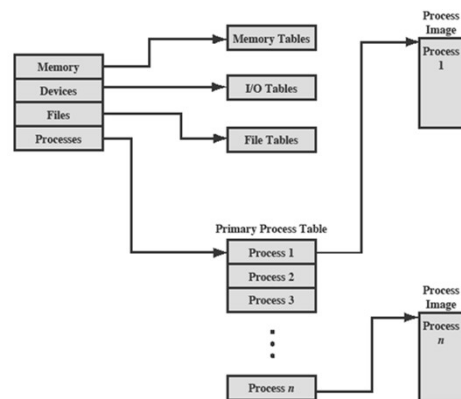 Memory
Devices
Files
Processes
Memory Tables
I/O Tables
File Tables
Primary Process Table
Process 1
Process 2
Process 3
Process n
Process
Image
Process
1
Process
Image
Process
n